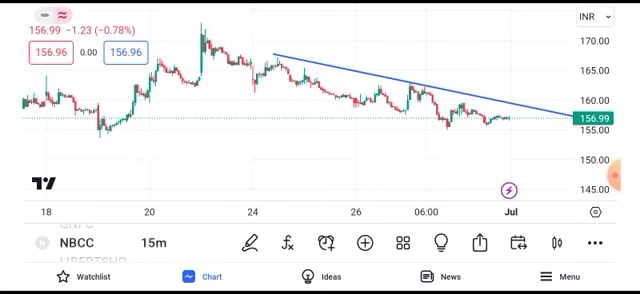 INR
156.99 −1.23 (−0.78%)
156.96 0.00 156.96
170.00
165.00
160.00
156.99
155.00
150.00
145.00
18 20 24 26 06:00 Jul
N NBCC 15m
LIBERTSHO
Watchlist Chart Ideas News Menu